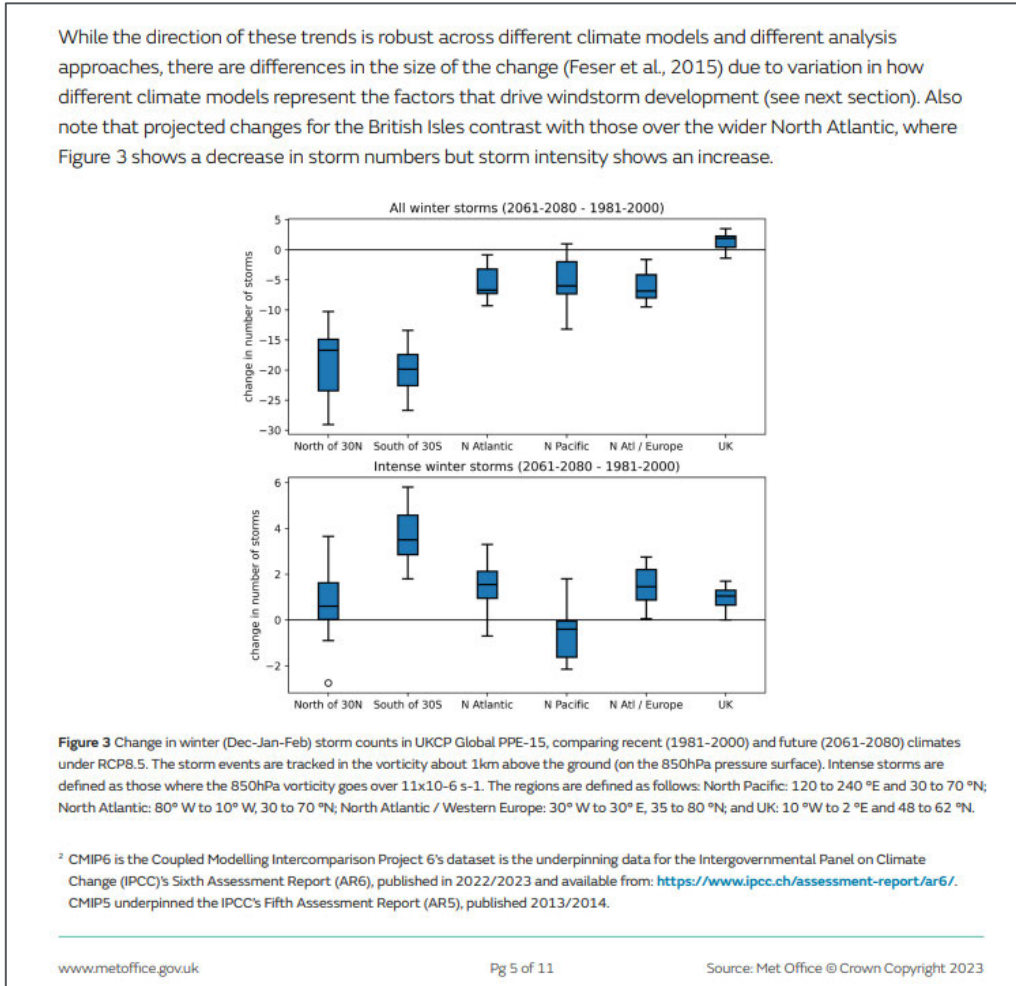 While the direction of these trends is robust across different climate models and different analysis
approaches, there are differences in the size of the change (Feser et al., 2015) due to variation in how
different climate models represent the factors that drive windstorm development (see next section). Also
note that projected changes for the British Isles contrast with those over the wider North Atlantic, where
Figure 3 shows a decrease in storm numbers but storm intensity shows an increase.
All winter storms (2061-2080 - 1981-2000)
change in number of storms
5
0
−5
−10
−15
−20
−25
−30
North of 30N South of 30S N Atlantic N Pacific N Atl / Europe UK
Intense winter storms (2061-2080 - 1981-2000)
change in number of storms
6
4
2
0
−2
North of 30N South of 30S N Atlantic N Pacific N Atl / Europe UK
Figure 3 Change in winter (Dec-Jan-Feb) storm counts in UKCP Global PPE-15, comparing recent (1981-2000) and future (2061-2080) climates
under RCP8.5. The storm events are tracked in the vorticity about 1km above the ground (on the 850hPa pressure surface). Intense storms are
defined as those where the 850hPa vorticity goes over 11x10-6 s-1. The regions are defined as follows: North Pacific: 120 to 240 °E and 30 to 70 °N;
North Atlantic: 80° W to 10° W, 30 to 70 °N; North Atlantic / Western Europe: 30° W to 30° E, 35 to 80 °N; and UK: 10 °W to 2 °E and 48 to 62 °N.
² CMIP6 is the Coupled Modelling Intercomparison Project 6's dataset is the underpinning data for the Intergovernmental Panel on Climate
Change (IPCC)'s Sixth Assessment Report (AR6), published in 2022/2023 and available from: https://www.ipcc.ch/assessment-report/ar6/.
CMIP5 underpinned the IPCC's Fifth Assessment Report (AR5), published 2013/2014.
www.metoffice.gov.uk Pg 5 of 11 Source: Met Office © Crown Copyright 2023